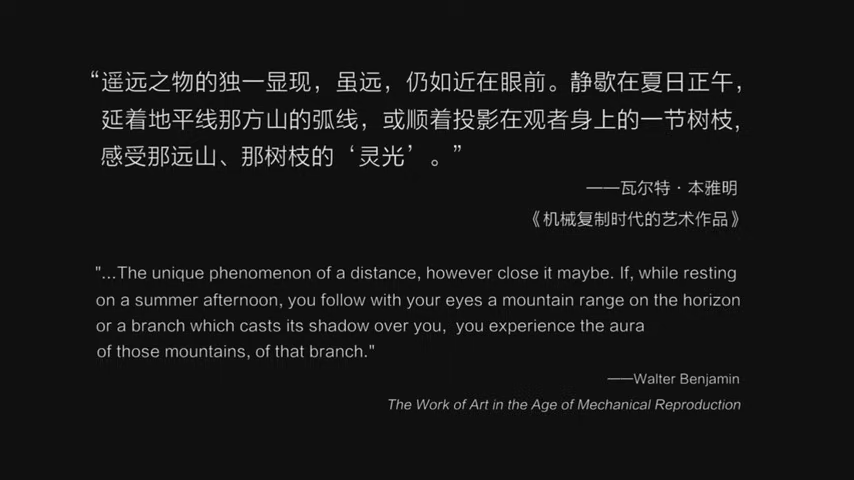 “遥远之物的独一显现，虽远，仍如近在眼前。静歇在夏日正午，
延着地平线那方山的弧线，或顺着投影在观者身上的一节树枝，
感受那远山、那树枝的‘灵光’。”
——瓦尔特·本雅明
《机械复制时代的艺术作品》
"...The unique phenomenon of a distance, however close it maybe. If, while resting
on a summer afternoon, you follow with your eyes a mountain range on the horizon
or a branch which casts its shadow over you,  you experience the aura
of those mountains, of that branch."
——Walter Benjamin
The Work of Art in the Age of Mechanical Reproduction